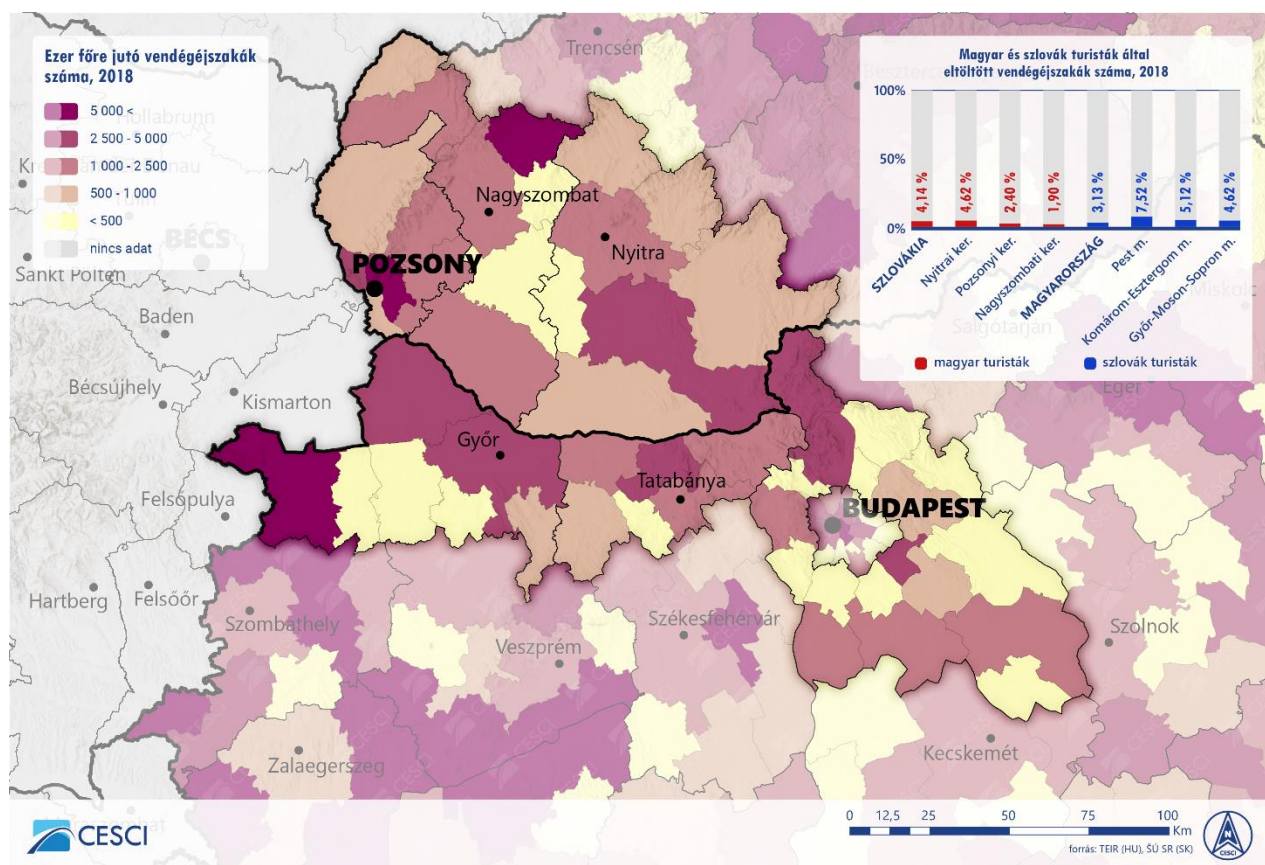 Ezer főre jutó vendégéjszakák
száma, 2018
5 000 <
2 500 - 5 000
1 000 - 2 500
500 - 1 000
< 500
nincs adat
Magyar és szlovák turisták által
eltöltött vendégéjszakák száma, 2018
100%
50%
0%
4,14 %
4,62 %
2,40 %
1,90 %
3,13 %
7,52 %
5,12 %
4,62 %
SZLOVÁKIA
Nyitrai ker.
Pozsonyi ker.
Nagyszombati ker.
MAGYARORSZÁG
Pest m.
Komárom-Esztergom m.
Győr-Moson-Sopron m.
magyar turisták
szlovák turisták
Trencsén
Hollabrunn
Nagyszombat
Nyitra
BÉCS
Sankt Pölten
POZSONY
Miskolc
Baden
Salgótarján
Bécsújhely
Kismarton
Eger
Győr
Tatabánya
Felsőpulya
BUDAPEST
Hartberg
Felsőőr
Szombathely
Székesfehérvár
Veszprém
Szolnok
Zalaegerszeg
Kecskemét
CESCI
0 12,5 25 50 75 100
Km
forrás: TEIR (HU), ŠÚ SR (SK)
N
CESCI